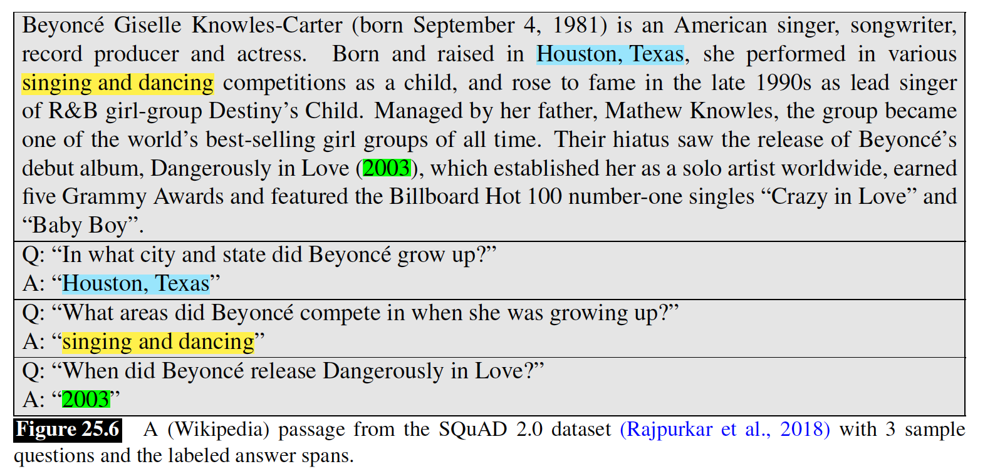 Beyoncé Giselle Knowles-Carter (born September 4, 1981) is an American singer, songwriter,
record producer and actress. Born and raised in Houston, Texas, she performed in various
singing and dancing competitions as a child, and rose to fame in the late 1990s as lead singer
of R&B girl-group Destiny’s Child. Managed by her father, Mathew Knowles, the group became
one of the world’s best-selling girl groups of all time. Their hiatus saw the release of Beyoncé’s
debut album, Dangerously in Love (2003), which established her as a solo artist worldwide, earned
five Grammy Awards and featured the Billboard Hot 100 number-one singles “Crazy in Love” and
“Baby Boy”.
Q: “In what city and state did Beyoncé grow up?”
A: “Houston, Texas”
Q: “What areas did Beyoncé compete in when she was growing up?”
A: “singing and dancing”
Q: “When did Beyoncé release Dangerously in Love?”
A: “2003”
Figure 25.6 A (Wikipedia) passage from the SQuAD 2.0 dataset (Rajpurkar et al., 2018) with 3 sample
questions and the labeled answer spans.